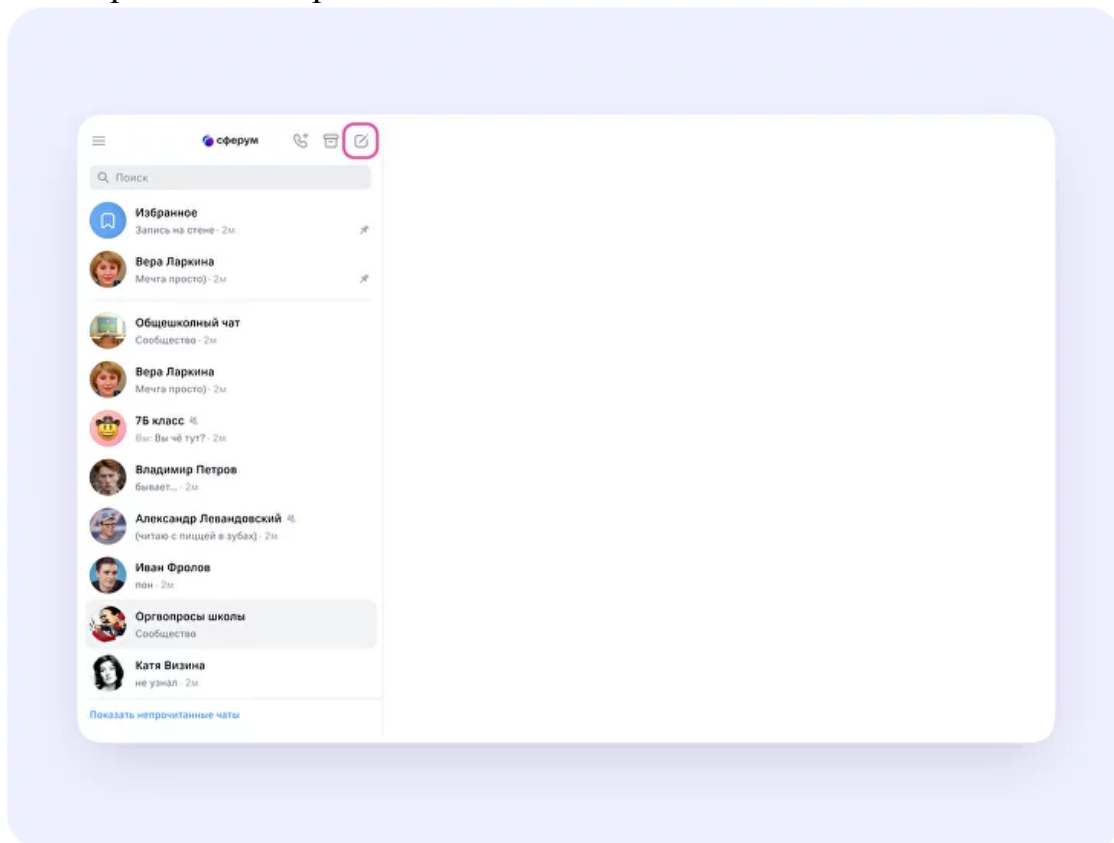 сферум
Поиск
Избранное
Запись на стене · 2м
Вера Ларкина
Мечта просто) · 2м
Общешкольный чат
Сообщество · 2м
Вера Ларкина
Мечта просто) · 2м
7Б класс
Вы: Вы чё тут? · 2м
Владимир Петров
бывает... · 2м
Александр Левандовский
(читаю с пиццей в зубах) · 2м
Иван Фролов
пон · 2м
Оргвопросы школы
Сообщество
Катя Визина
не узнал · 2м
Показать непрочитанные чаты